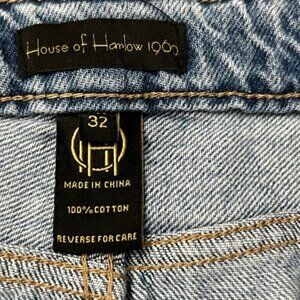 House of Harlow 1960
32
MADE IN CHINA
100% COTTON
REVERSE FOR CARE